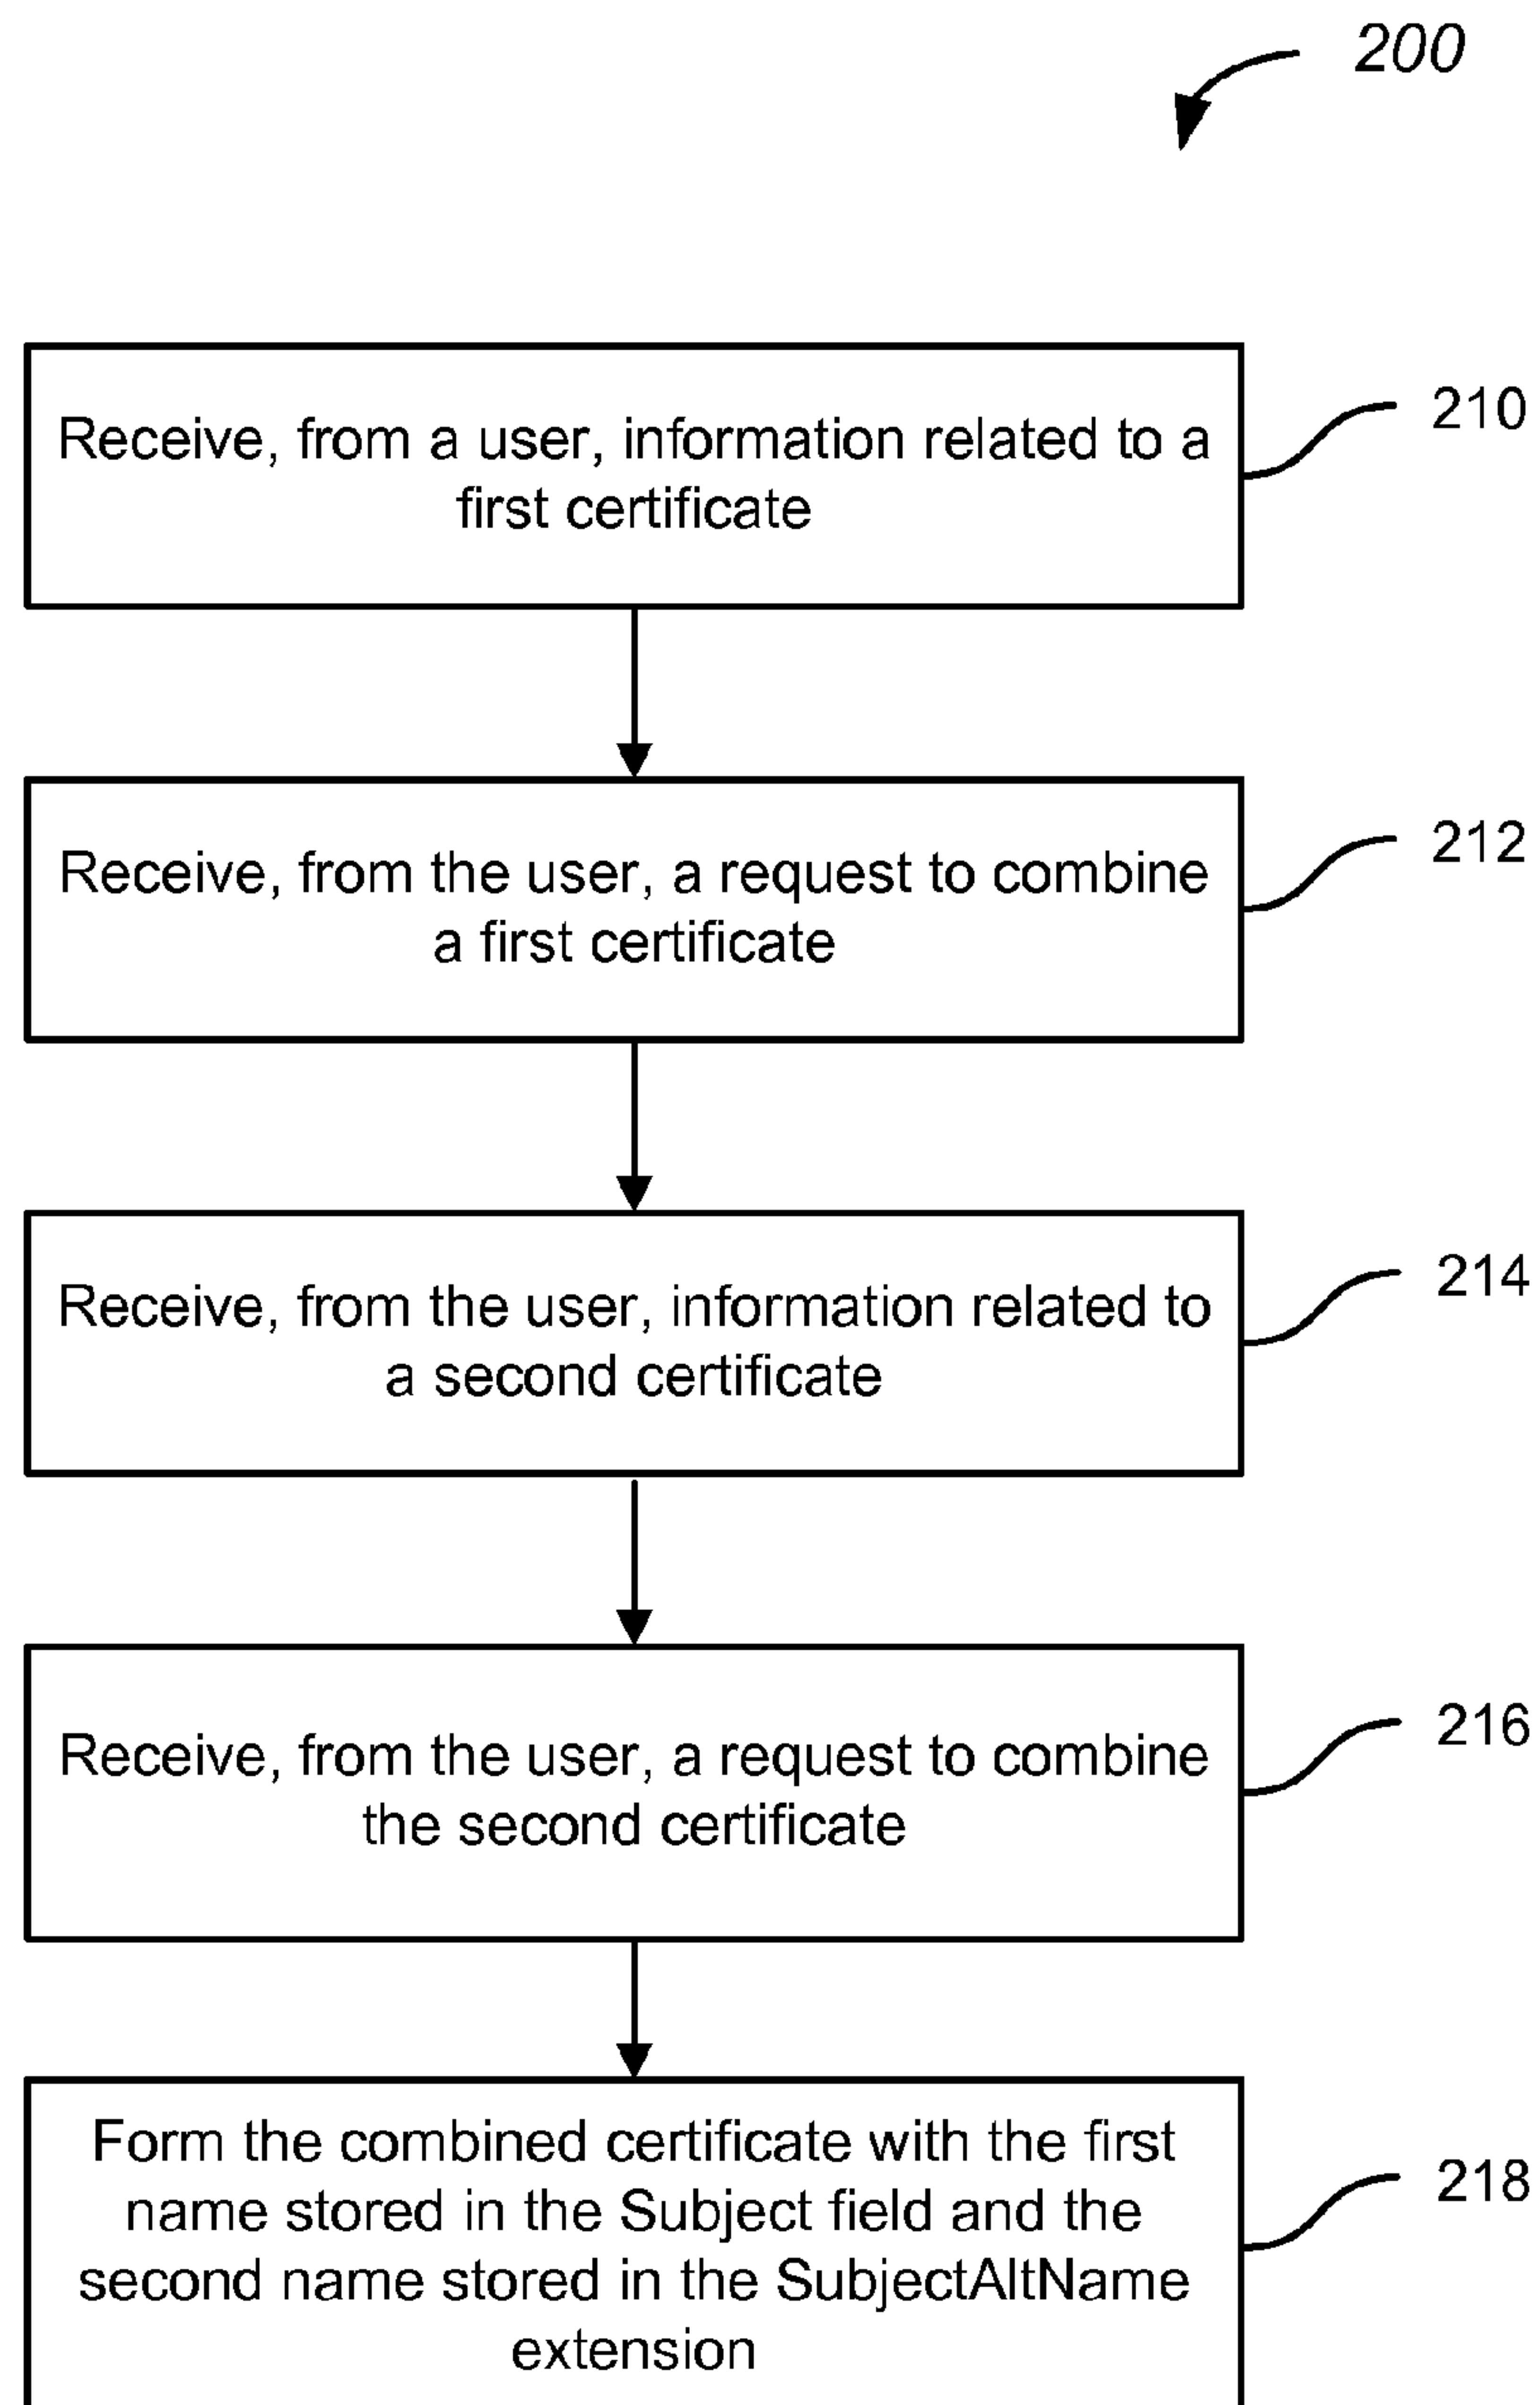 200
Receive, from a user, information related to a
first certificate
210
Receive, from the user, a request to combine
a first certificate
212
Receive, from the user, information related to
a second certificate
214
Receive, from the user, a request to combine
the second certificate
216
Form the combined certificate with the first
name stored in the Subject field and the
second name stored in the SubjectAltName
extension
218